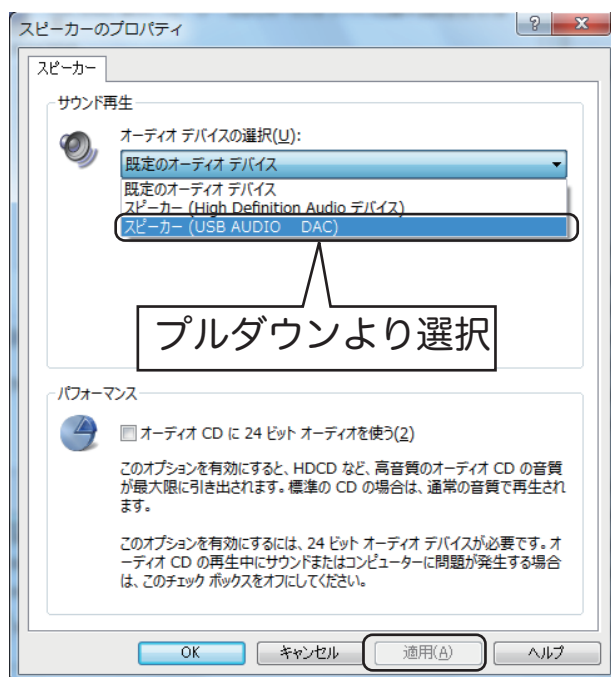 スピーカーのプロパティ
スピーカー
サウンド再生
オーディオ デバイスの選択(U):
既定のオーディオ デバイス
既定のオーディオ デバイス
スピーカー (High Definition Audio デバイス)
スピーカー (USB AUDIO    DAC)
プルダウンより選択
パフォーマンス
オーディオ CD に 24 ビット オーディオを使う(2)
このオプションを有効にすると、HDCD など、高音質のオーディオ CD の音質
が最大限に引き出されます。標準の CD の場合は、通常の音質で再生され
ます。
このオプションを有効にするには、24 ビット オーディオ デバイスが必要です。オ
ーディオ CD の再生中にサウンドまたはコンピューターに問題が発生する場合
は、このチェック ボックスをオフにしてください。
OK キャンセル 適用(A) ヘルプ